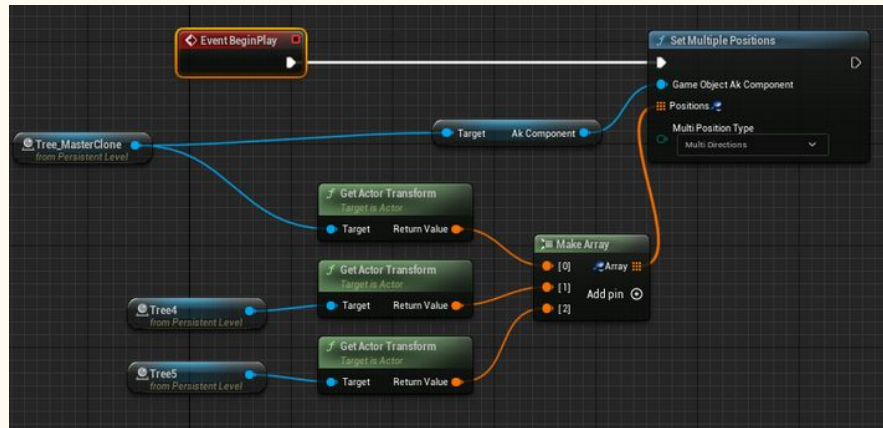 Event BeginPlay
Set Multiple Positions
Game Object Ak Component
Positions
Multi Position Type
Multi Directions
Target Ak Component
Tree_MasterClone
from Persistent Level
Get Actor Transform
Target is Actor
Target Return Value
Make Array
[0] Array
[1] Add pin
[2]
Get Actor Transform
Target is Actor
Target Return Value
Tree4
from Persistent Level
Get Actor Transform
Target is Actor
Target Return Value
Tree5
from Persistent Level